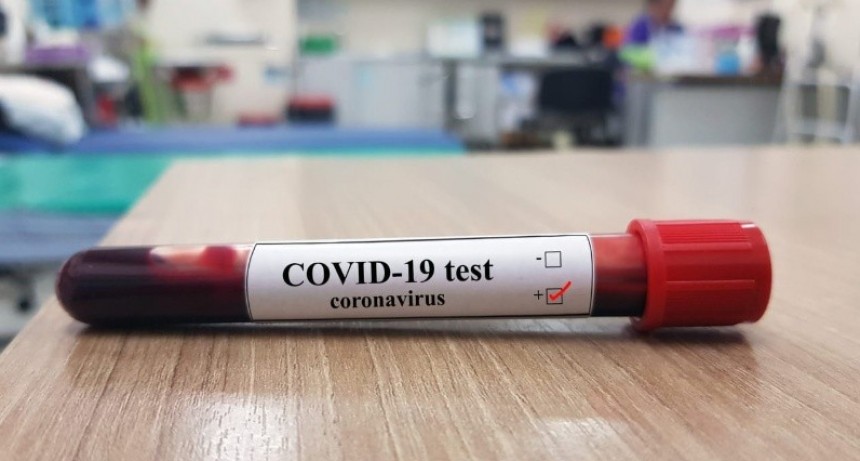 COVID-19 test
coronavirus
-
+